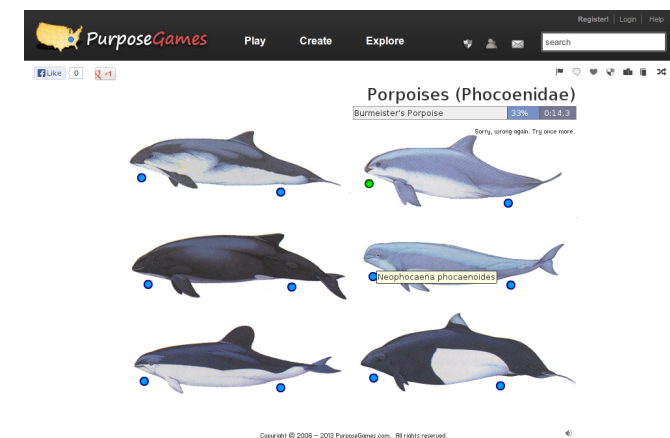 Register! | Login | Help
PurposeGames
Play Create Explore
search
Like 0 +1
Porpoises (Phocoenidae)
Burmeister's Porpoise 33% 0:14.3
Sorry, wrong again. Try once more.
Neophocaena phocaenoides
Copyright © 2006 – 2013 PurposeGames.com. All rights reserved.